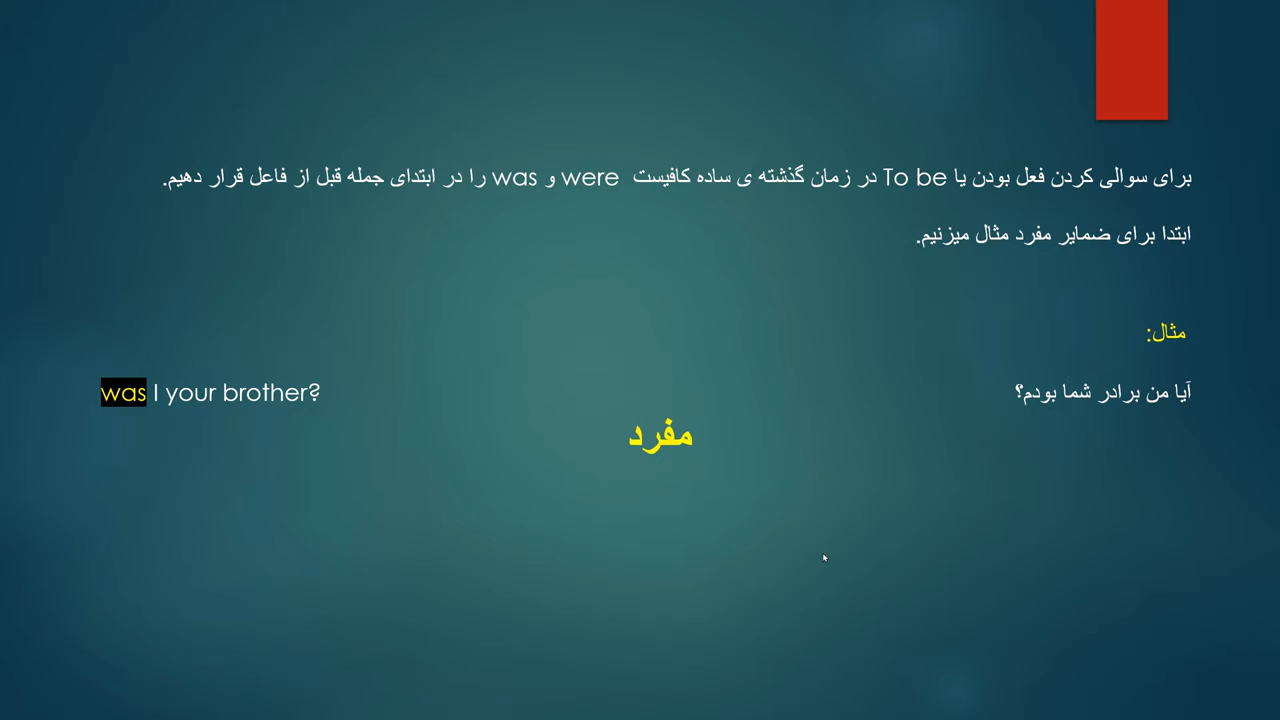 برای سوالی کردن فعل بودن یا To be در زمان گذشته ی ساده کافیست were و was را در ابتدای جمله قبل از فاعل قرار دهیم.
ابتدا برای ضمایر مفرد مثال میزنیم.
مثال:
آیا من برادر شما بودم؟
was I your brother?
مفرد